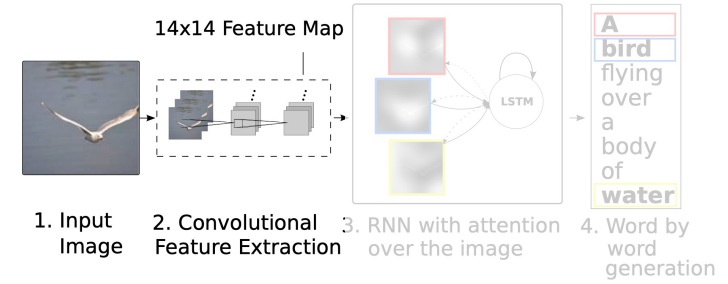 14x14 Feature Map
LSTM
A
bird
flying
over
a
body
of
water
1. Input
Image
2. Convolutional
Feature Extraction
3. RNN with attention
over the image
4. Word by
word
generation